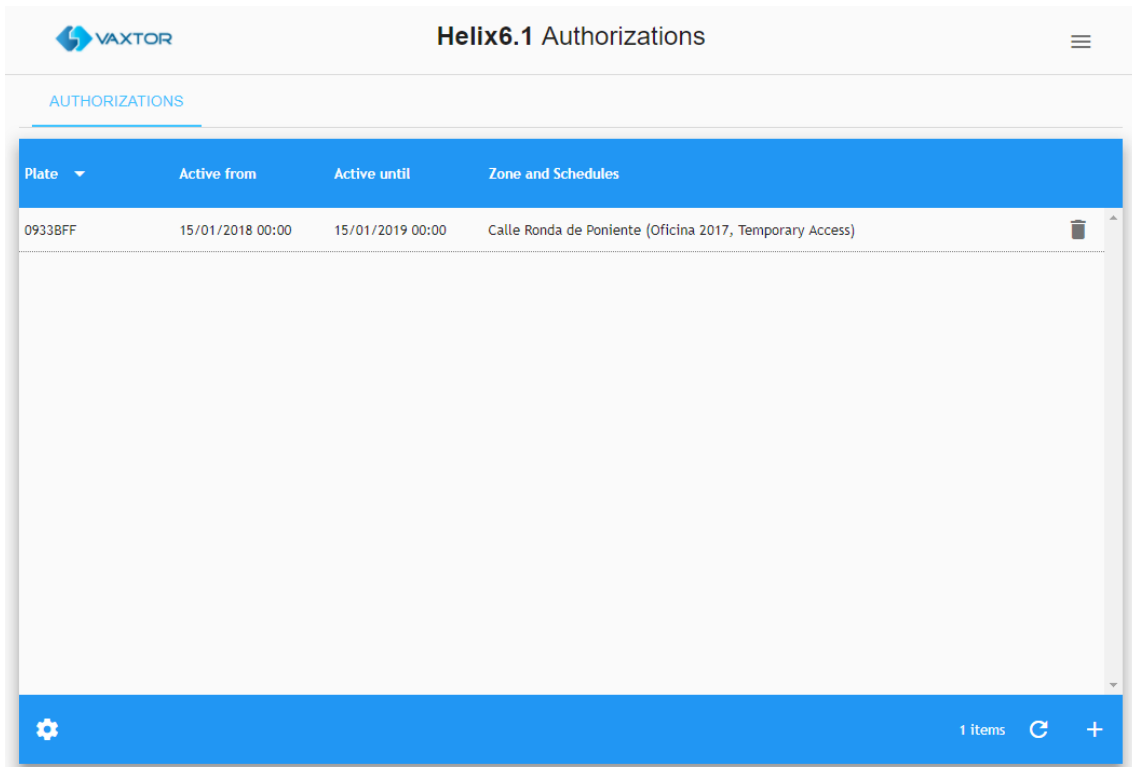 VAXTOR
Helix6.1 Authorizations
AUTHORIZATIONS
Plate Active from Active until Zone and Schedules
0933BFF 15/01/2018 00:00 15/01/2019 00:00 Calle Ronda de Poniente (Oficina 2017, Temporary Access)
1 items